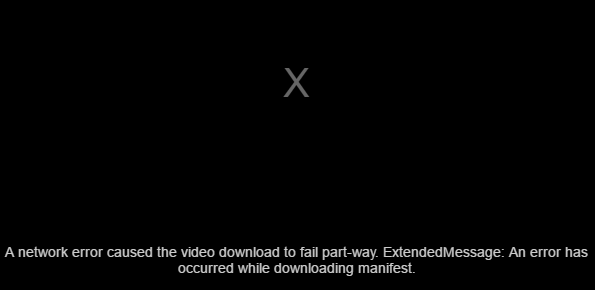 X
A network error caused the video download to fail part-way. ExtendedMessage: An error has
occurred while downloading manifest.